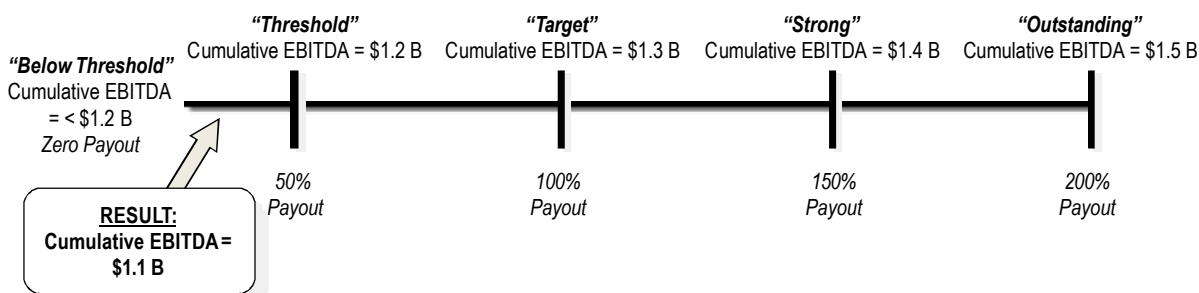 “Threshold”
Cumulative EBITDA = $1.2 B
“Target”
Cumulative EBITDA = $1.3 B
“Strong”
Cumulative EBITDA = $1.4 B
“Outstanding”
Cumulative EBITDA = $1.5 B
“Below Threshold”
Cumulative EBITDA
= < $1.2 B
Zero Payout
50%
Payout
100%
Payout
150%
Payout
200%
Payout
RESULT:
Cumulative EBITDA =
$1.1 B